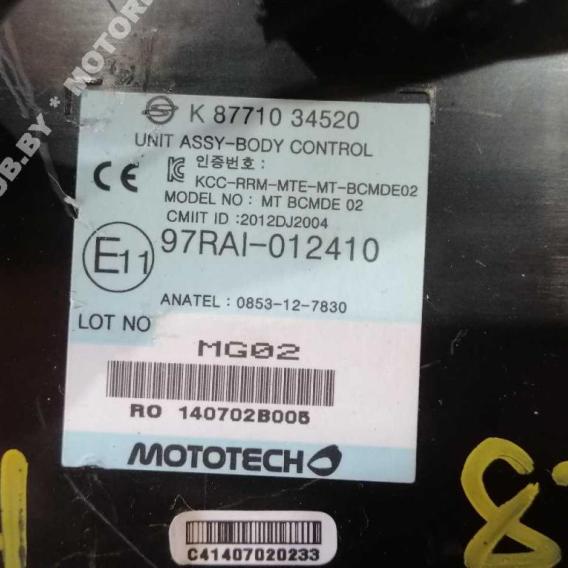 K 87710 34520
UNIT ASSY-BODY CONTROL
인증번호 :
KCC-RRM-MTE-MT-BCMDE02
MODEL NO : MT BCMDE 02
CMIIT ID :2012DJ2004
CE
E11
97RAI-012410
ANATEL : 0853-12-7830
LOT NO
MG02
RO 140702B005
MOTOTECH
C41407020233